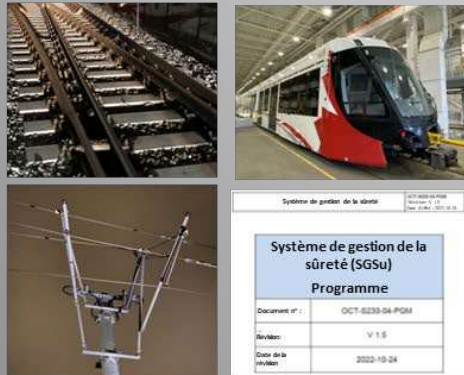 Système de gestion de la sûreté
Système de gestion de la
sûreté (SGSu)
Programme
Document n° :
OCT-S233-04-PGM
Révision:
V 1.5
Date de la
révision
2022-10-24